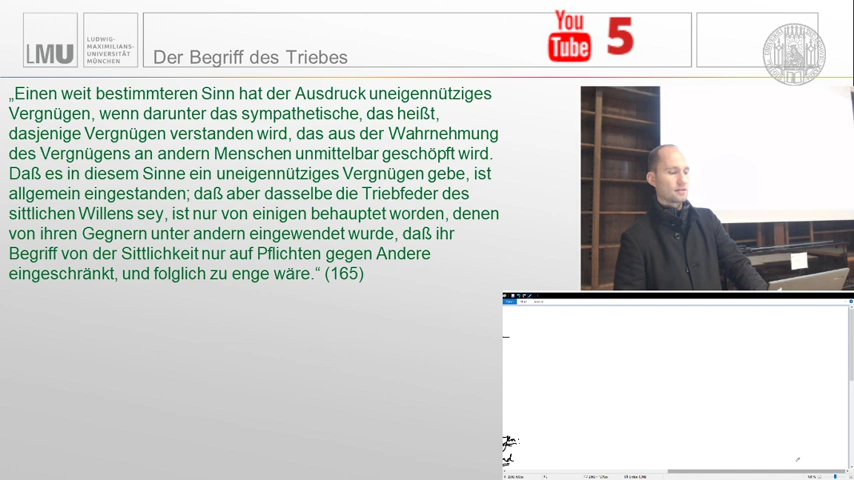 LMU
LUDWIG-
MAXIMILIANS-
UNIVERSITÄT
MÜNCHEN
Der Begriff des Triebes
You
Tube
5
„Einen weit bestimmteren Sinn hat der Ausdruck uneigennütziges
Vergnügen, wenn darunter das sympathetische, das heißt,
dasjenige Vergnügen verstanden wird, das aus der Wahrnehmung
des Vergnügens an andern Menschen unmittelbar geschöpft wird.
Daß es in diesem Sinne ein uneigennütziges Vergnügen gebe, ist
allgemein eingestanden; daß aber dasselbe die Triebfeder des
sittlichen Willens sey, ist nur von einigen behauptet worden, denen
von ihren Gegnern unter andern eingewendet wurde, daß ihr
Begriff von der Sittlichkeit nur auf Pflichten gegen Andere
eingeschränkt, und folglich zu enge wäre.“ (165)